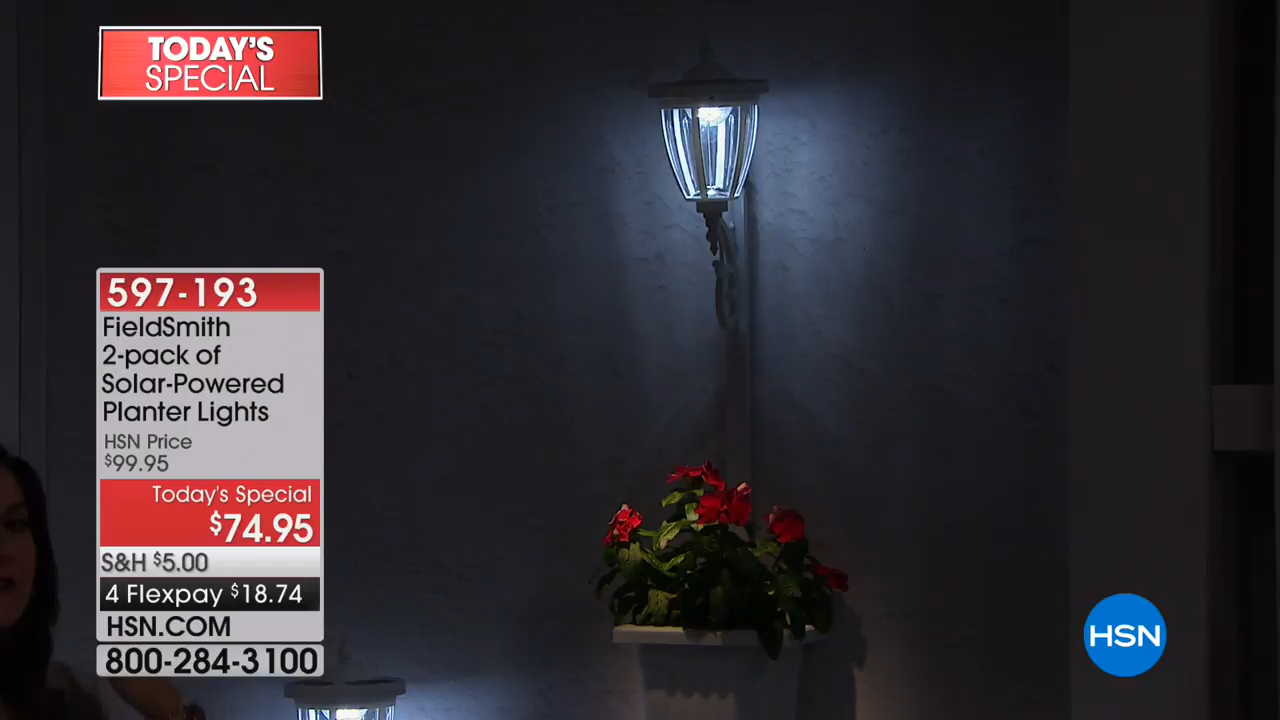 TODAY'S
SPECIAL
597-193
FieldSmith
2-pack of
Solar-Powered
Planter Lights
HSN Price
$99.95
Today's Special
$74.95
S&H $5.00
4 Flexpay $18.74
HSN.COM
800-284-3100
HSN